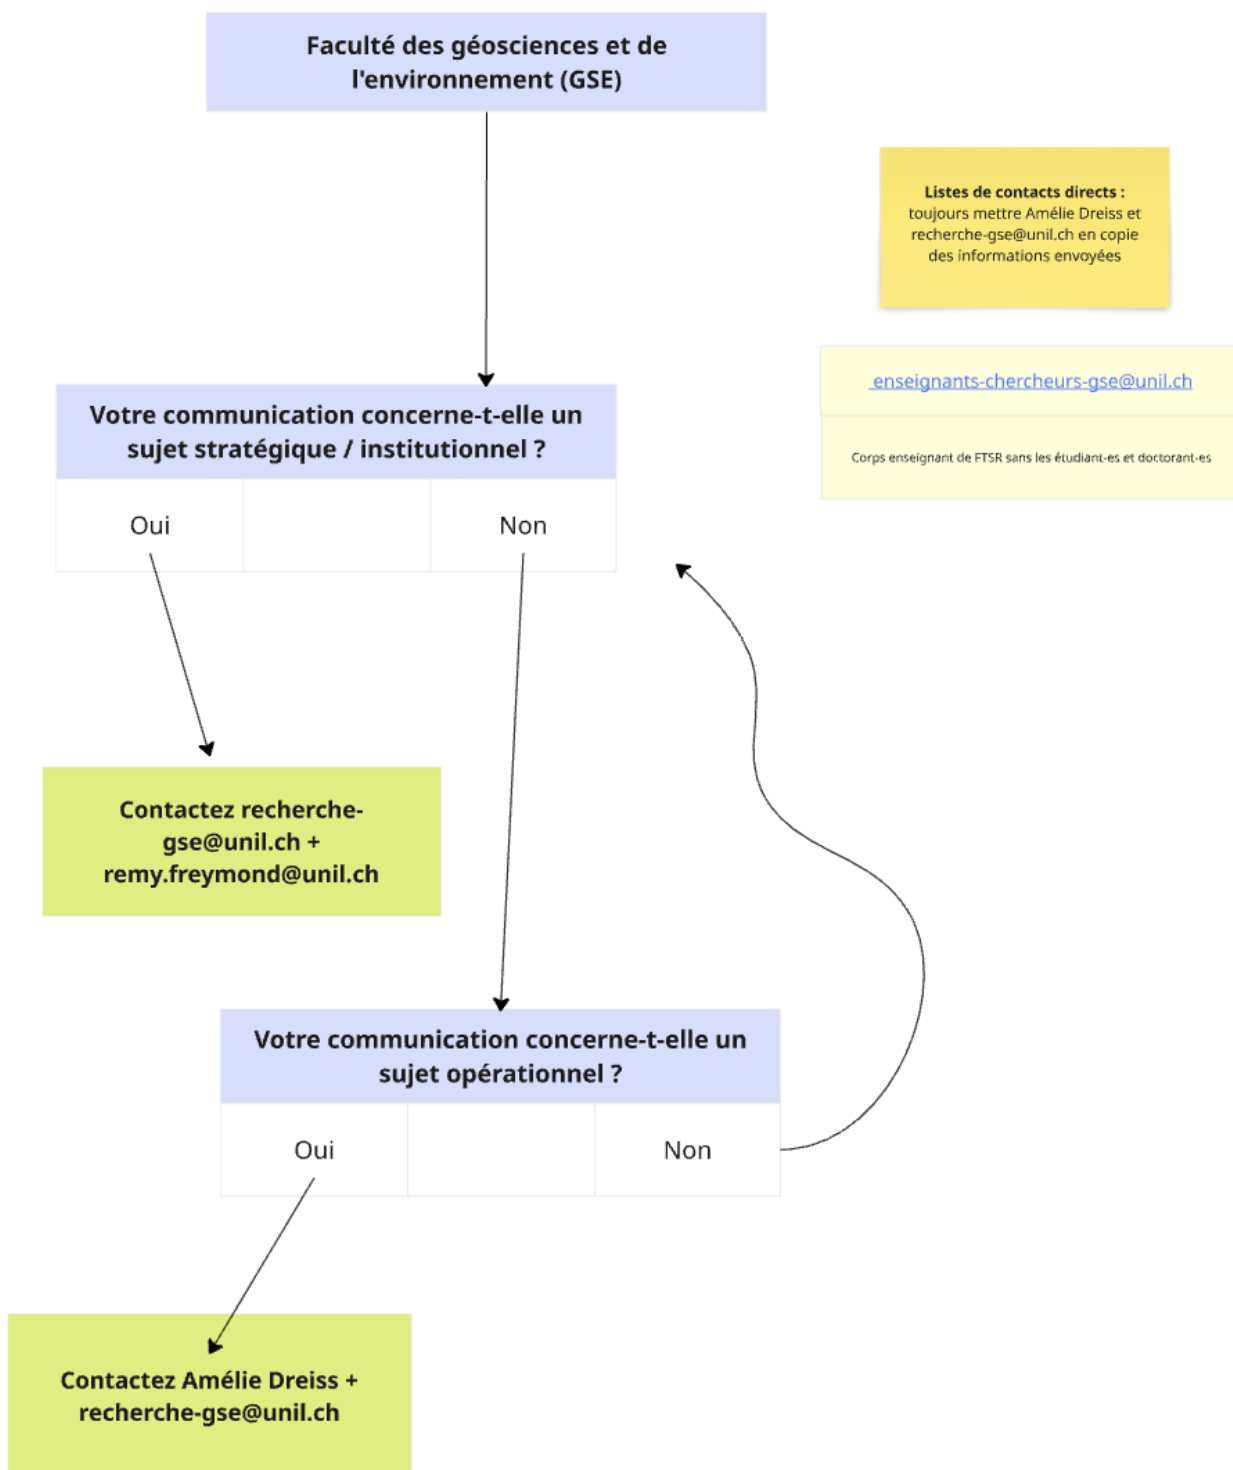 Faculté des géosciences et de
l'environnement (GSE)
Listes de contacts directs :
toujours mettre Amélie Dreiss et
recherche-gse@unil.ch en copie
des informations envoyées
enseignants-chercheurs-gse@unil.ch
Corps enseignant de FTSR sans les étudiant-es et doctorant-es
Votre communication concerne-t-elle un
sujet stratégique / institutionnel ?
Oui
Non
Contactez recherche-
gse@unil.ch +
remy.freymond@unil.ch
Votre communication concerne-t-elle un
sujet opérationnel ?
Oui
Non
Contactez Amélie Dreiss +
recherche-gse@unil.ch